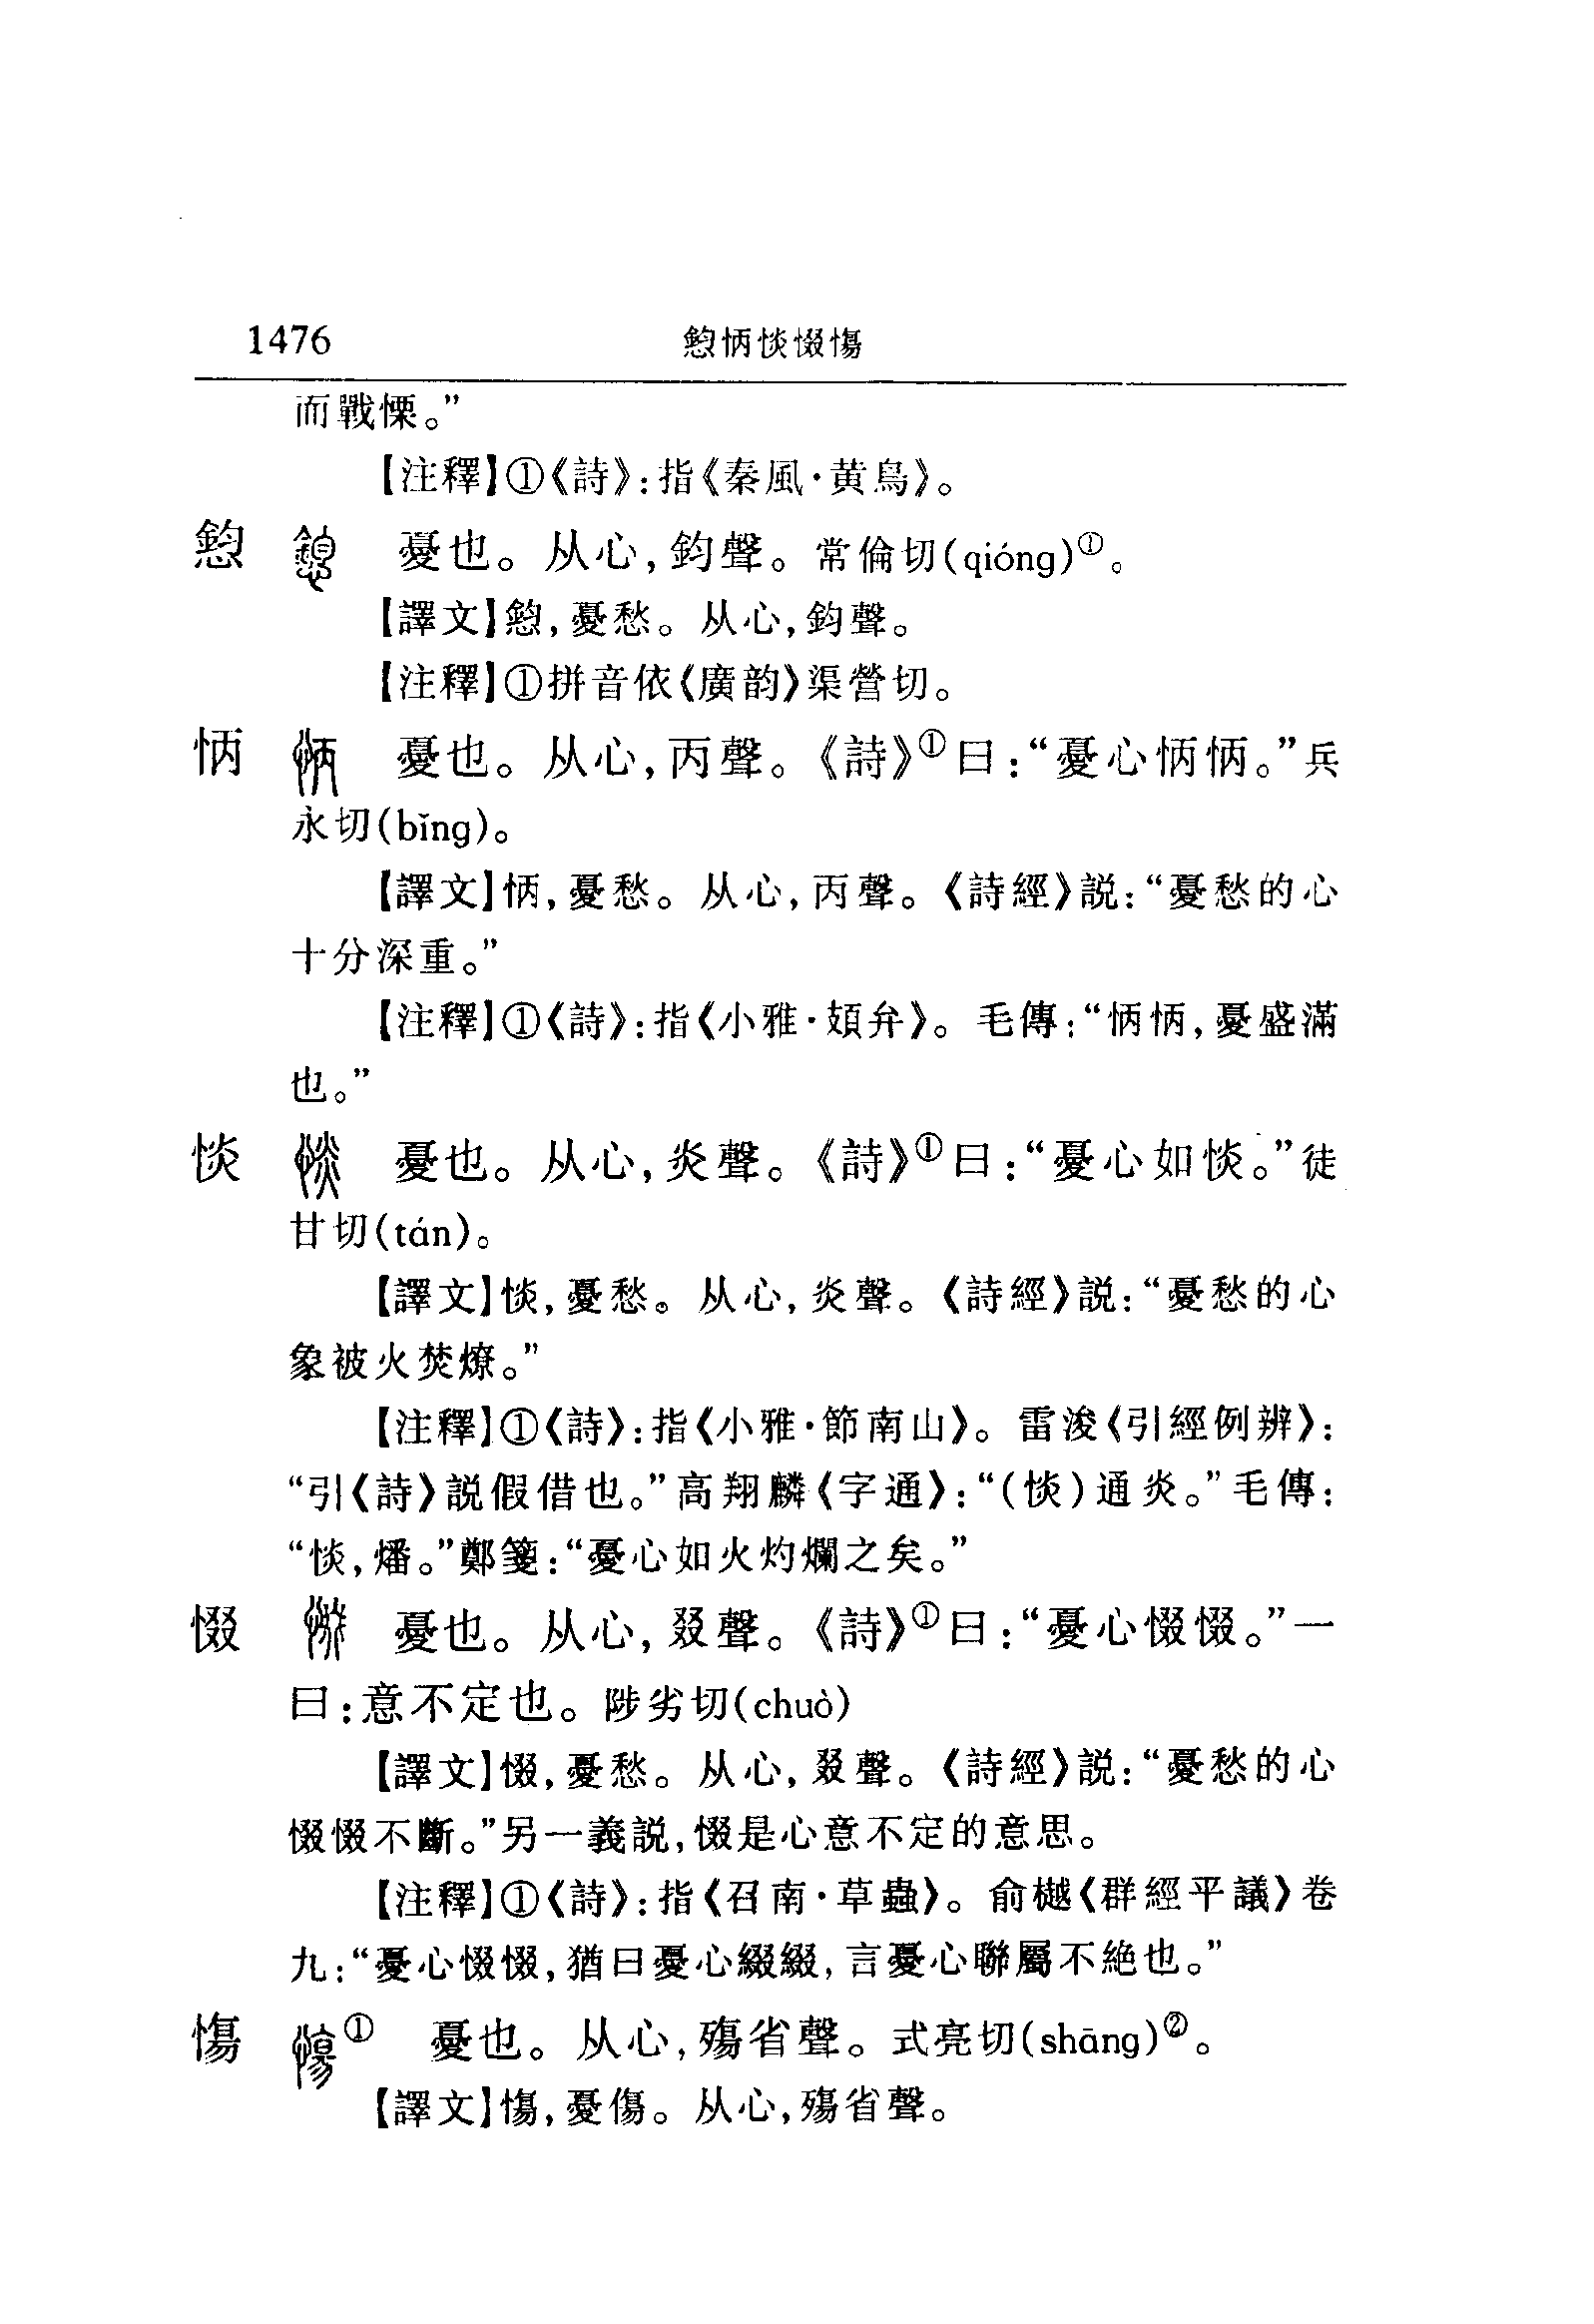 1476 㦣怲惔惙慯
而戰慄。”
【注釋】①《詩》:指《秦風·黄鳥》。
㦣 憂也。从心,鈞聲。常倫切(qióng)①。
【譯文】㦣,憂愁。从心,鈞聲。
【注釋】①拼音依《廣韵》渠營切。
怲 憂也。从心,丙聲。《詩》①曰:“憂心怲怲。”兵
永切(bǐng)。
【譯文】怲,憂愁。从心,丙聲。《詩經》説:“憂愁的心
十分深重。”
【注釋】①《詩》:指《小雅·頍弁》。毛傳:“怲怲,憂盛滿
也。”
惔 憂也。从心,炎聲。《詩》①曰:“憂心如惔。”徒
甘切(tán)。
【譯文】惔,憂愁。从心,炎聲。《詩經》説:“憂愁的心
象被火焚燎。”
【注釋】①《詩》:指《小雅·節南山》。雷浚《引經例辨》:
“引《詩》説假借也。”高翔麟《字通》:“(惔)通炎。”毛傳:
“惔,燔。”鄭箋:“憂心如火灼爛之矣。”
惙 憂也。从心,叕聲。《詩》①曰:“憂心惙惙。”一
曰:意不定也。陟劣切(chuò)
【譯文】惙,憂愁。从心,叕聲。《詩經》説:“憂愁的心
惙惙不斷。”另一義説,惙是心意不定的意思。
【注釋】①《詩》:指《召南·草蟲》。俞樾《群經平議》卷
九:“憂心惙惙,猶曰憂心綴綴,言憂心聯屬不絶也。”
慯 ① 憂也。从心,殤省聲。式亮切(shāng)②。
【譯文】慯,憂傷。从心,殤省聲。